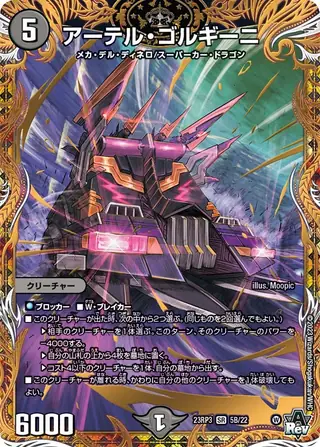 5
アーテル・ゴルギーニ
メカ・デル・ディネロ/スーパーカー・ドラゴン
illus. Moopic
クリーチャー
ブロッカー ■W・ブレイカー
■このクリーチャーが出た時、次の中から2つ選ぶ。(同じものを2回選んでもよい。)
▶相手のクリーチャーを1体選ぶ。このターン、そのクリーチャーのパワーを
-4000する。
▶自分の山札の上から4枚を墓地に置く。
▶コスト4以下のクリーチャーを1体、自分の墓地から出す。
■このクリーチャーが離れる時、かわりに自分の他のクリーチャーを1体破壊しても
よい。
6000
1
23RP3 SR 5B/22 W
Rev
©2023 Wizards/Shogakukan/WHC